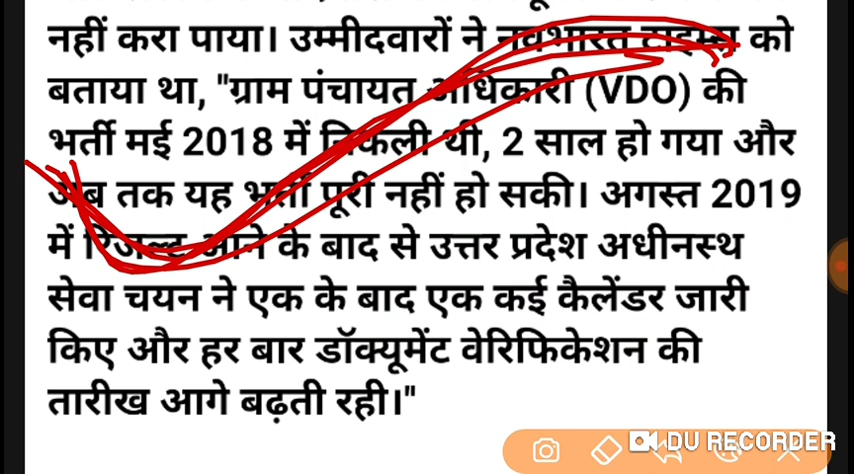 नहीं करा पाया। उम्मीदवारों ने नवभारत टाइम्स को
बताया था, "ग्राम पंचायत अधिकारी (VDO) की
भर्ती मई 2018 में निकली थी, 2 साल हो गया और
अब तक यह भर्ती पूरी नहीं हो सकी। अगस्त 2019
में रिजल्ट आने के बाद से उत्तर प्रदेश अधीनस्थ
सेवा चयन ने एक के बाद एक कई कैलेंडर जारी
किए और हर बार डॉक्यूमेंट वेरिफिकेशन की
तारीख आगे बढ़ती रही।"
DU RECORDER